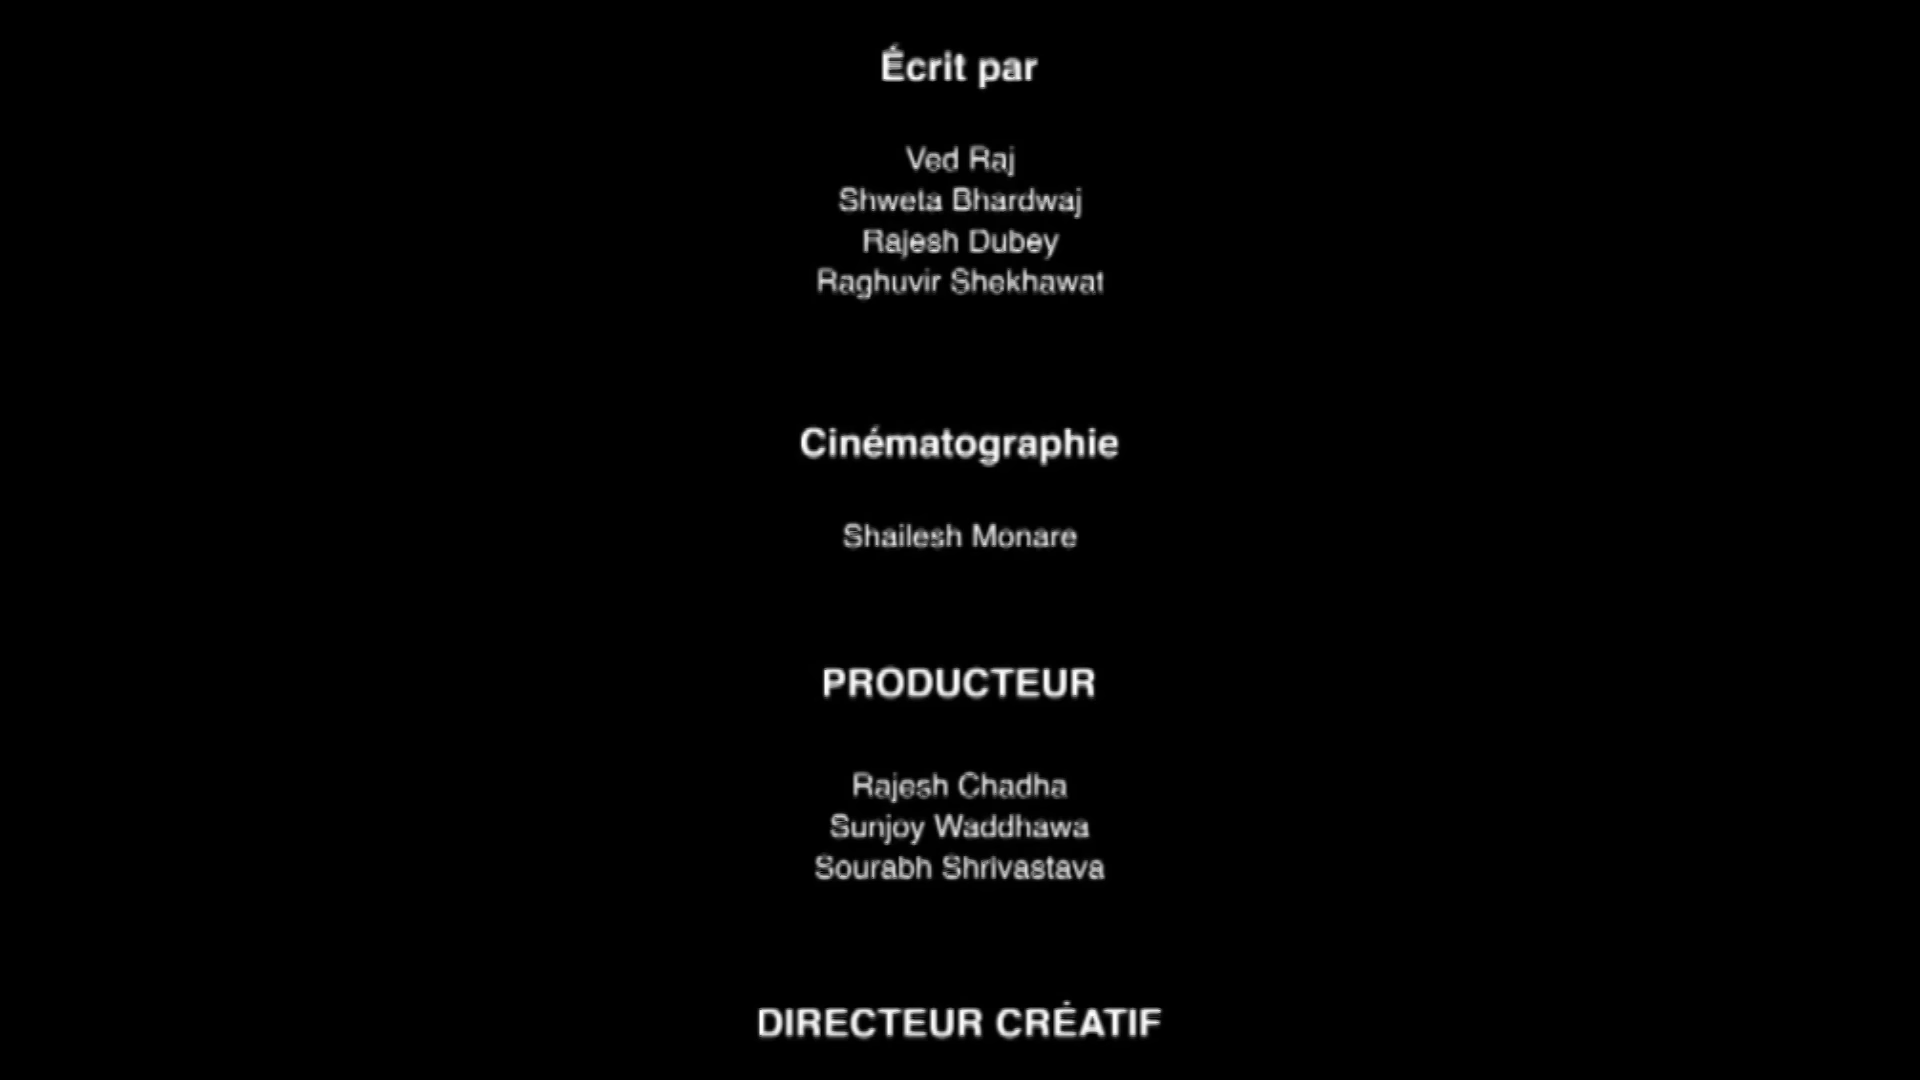 Écrit par
Ved Raj
Shweta Bhardwaj
Rajesh Dubey
Raghuvir Shekhawat
Cinématographie
Shailesh Monare
PRODUCTEUR
Rajesh Chadha
Sunjoy Waddhawa
Sourabh Shrivastava
DIRECTEUR CRÉATIF